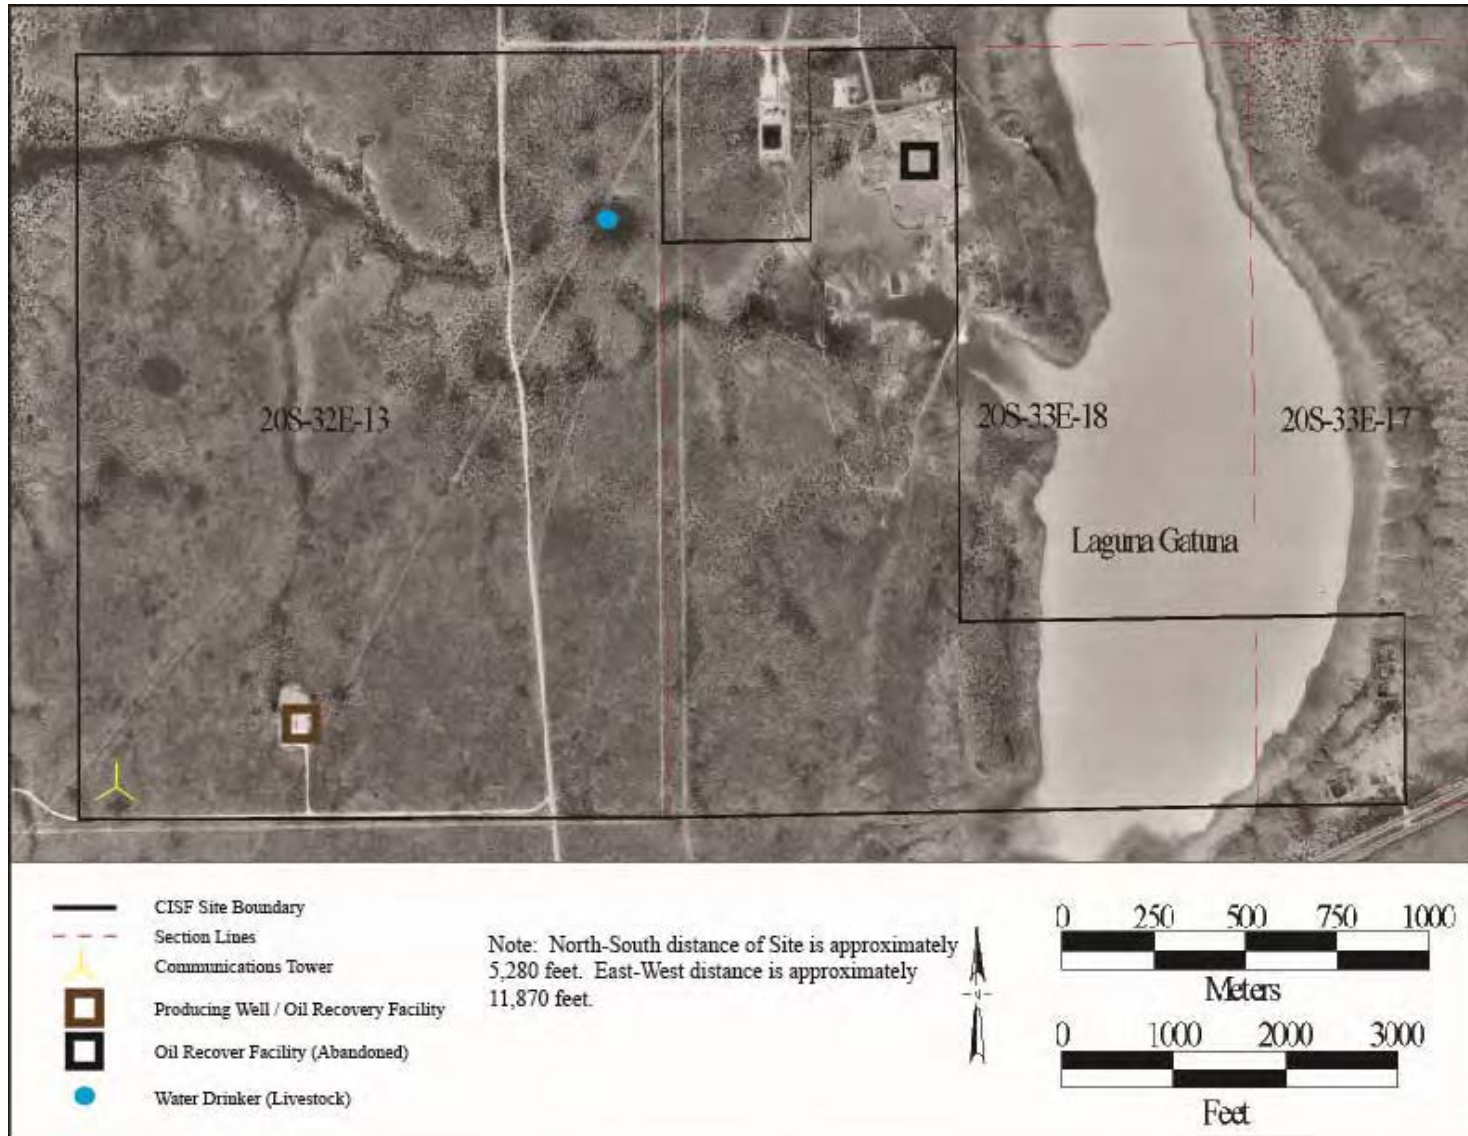 20S-32E-13
20S-33E-18
20S-33E-17
Laguna Gatuna
CISF Site Boundary
Section Lines
Communications Tower
Producing Well / Oil Recovery Facility
Oil Recover Facility (Abandoned)
Water Drinker (Livestock)
Note: North-South distance of Site is approximately
5,280 feet. East-West distance is approximately
11,870 feet.
0 250 500 750 1000
Meters
0 1000 2000 3000
Feet